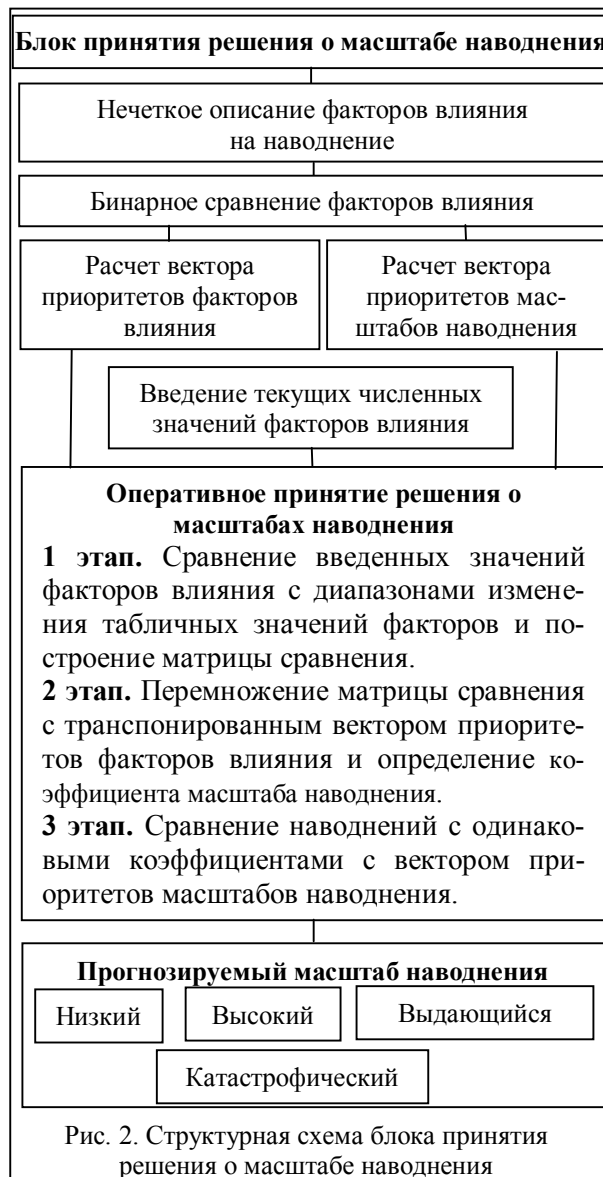 Блок принятия решения о масштабе наводнения
Нечеткое описание факторов влияния
на наводнение
Бинарное сравнение факторов влияния
Расчет вектора
приоритетов факторов
влияния
Расчет вектора
приоритетов мас-
штабов наводнения
Введение текущих численных
значений факторов влияния
Оперативное принятие решения о
масштабах наводнения
1 этап. Сравнение введенных значений
факторов влияния с диапазонами измене-
ния табличных значений факторов и по-
строение матрицы сравнения.
2 этап. Перемножение матрицы сравнения
с транспонированным вектором приорите-
тов факторов влияния и определение ко-
эффициента масштаба наводнения.
3 этап. Сравнение наводнений с одинако-
выми коэффициентами с вектором при-
оритетов масштабов наводнения.
Прогнозируемый масштаб наводнения
Низкий
Высокий
Выдающийся
Катастрофический
Рис. 2. Структурная схема блока принятия
решения о масштабе наводнения